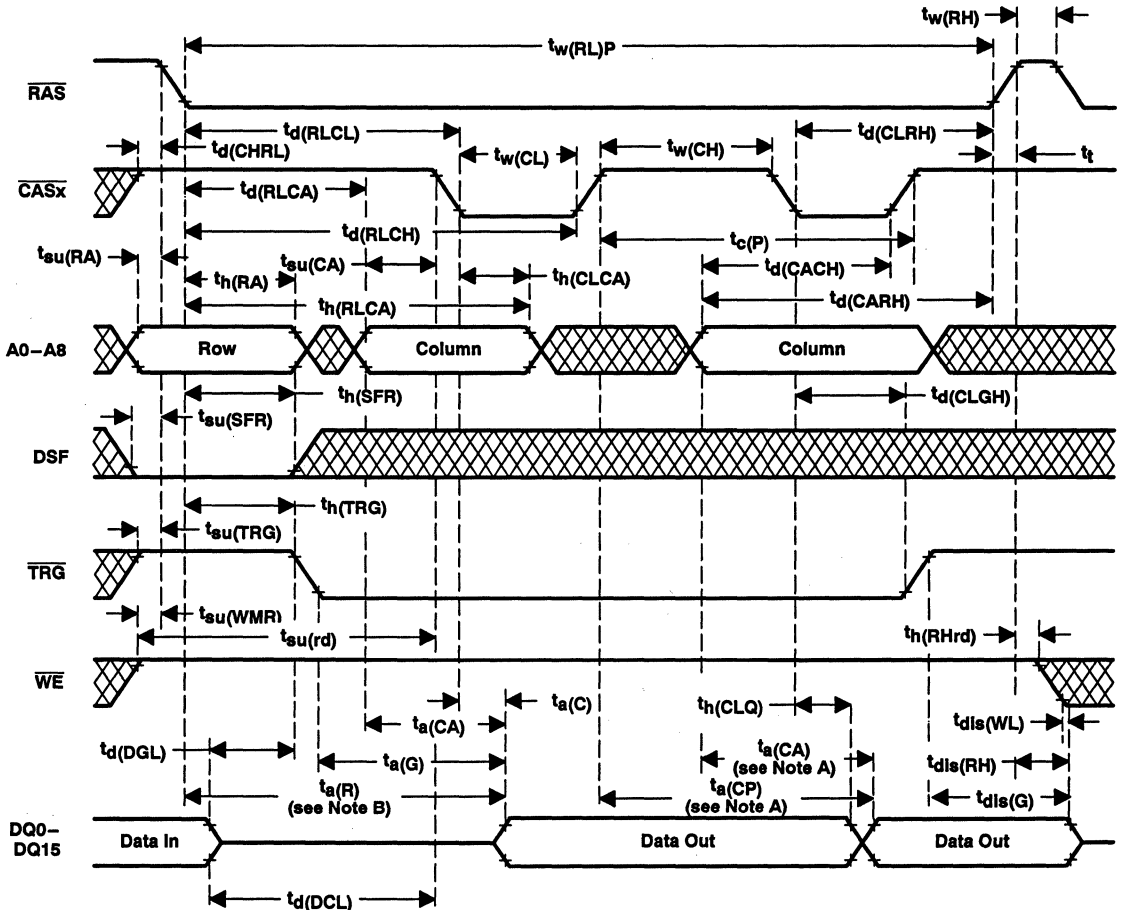 tw(RH)
tw(RL)P
RAS
td(RLCL)
td(CLRH)
td(CHRL)
tw(CL)
tw(CH)
tt
CASx
td(RLCA)
td(RLCH)
tc(P)
tsu(RA)
tsu(CA)
th(RA)
th(CLCA)
td(CACH)
th(RLCA)
td(CARH)
A0–A8
Row
Column
Column
th(SFR)
td(CLGH)
tsu(SFR)
DSF
th(TRG)
tsu(TRG)
TRG
tsu(WMR)
tsu(rd)
th(RHrd)
WE
ta(C)
th(CLQ)
ta(CA)
tdis(WL)
td(DGL)
ta(G)
ta(CA)
(see Note A)
tdis(RH)
ta(R)
(see Note B)
ta(CP)
(see Note A)
tdis(G)
DQ0–
DQ15
Data In
Data Out
Data Out
td(DCL)